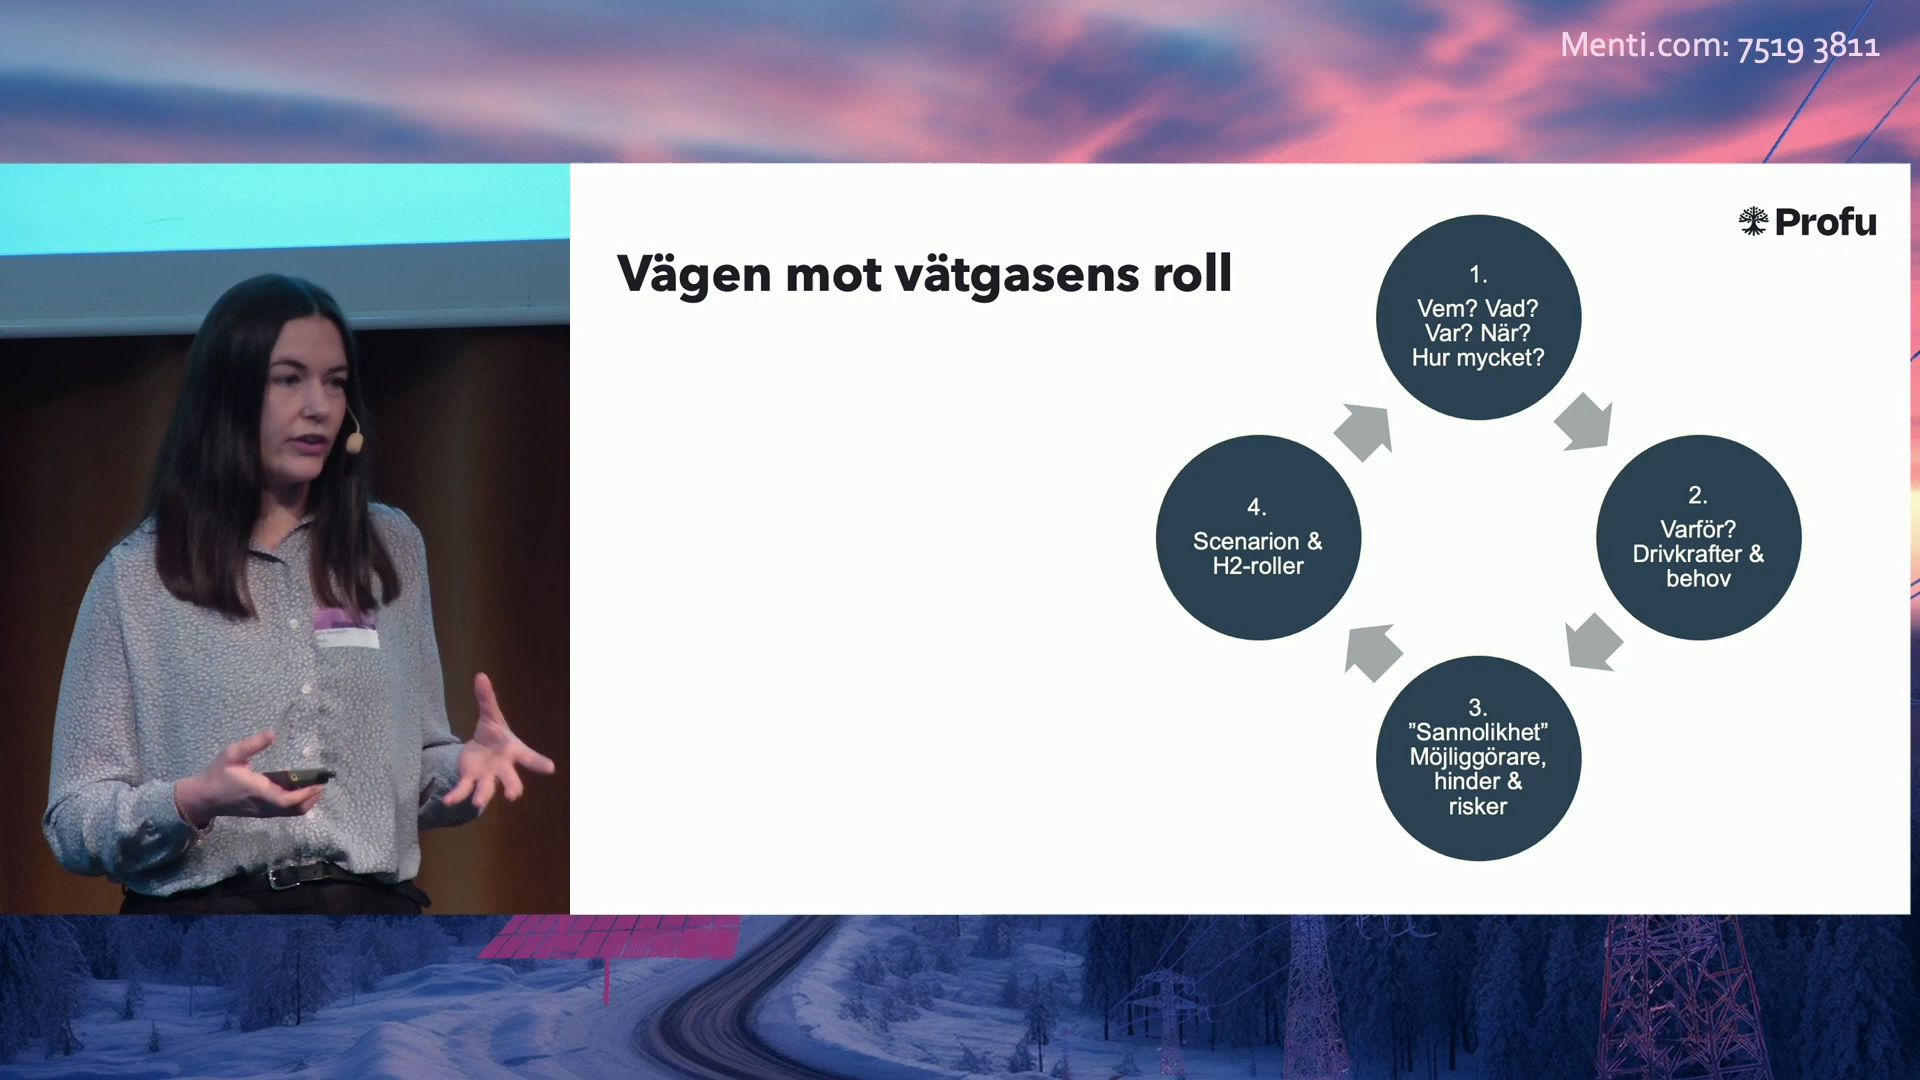 Menti.com: 7519 3811
Profu
Vägen mot vätgasens roll
1.
Vem? Vad?
Var? När?
Hur mycket?
2.
Varför?
Drivkrafter &
behov
3.
”Sannolikhet”
Möjliggörare,
hinder &
risker
4.
Scenarion &
H2-roller